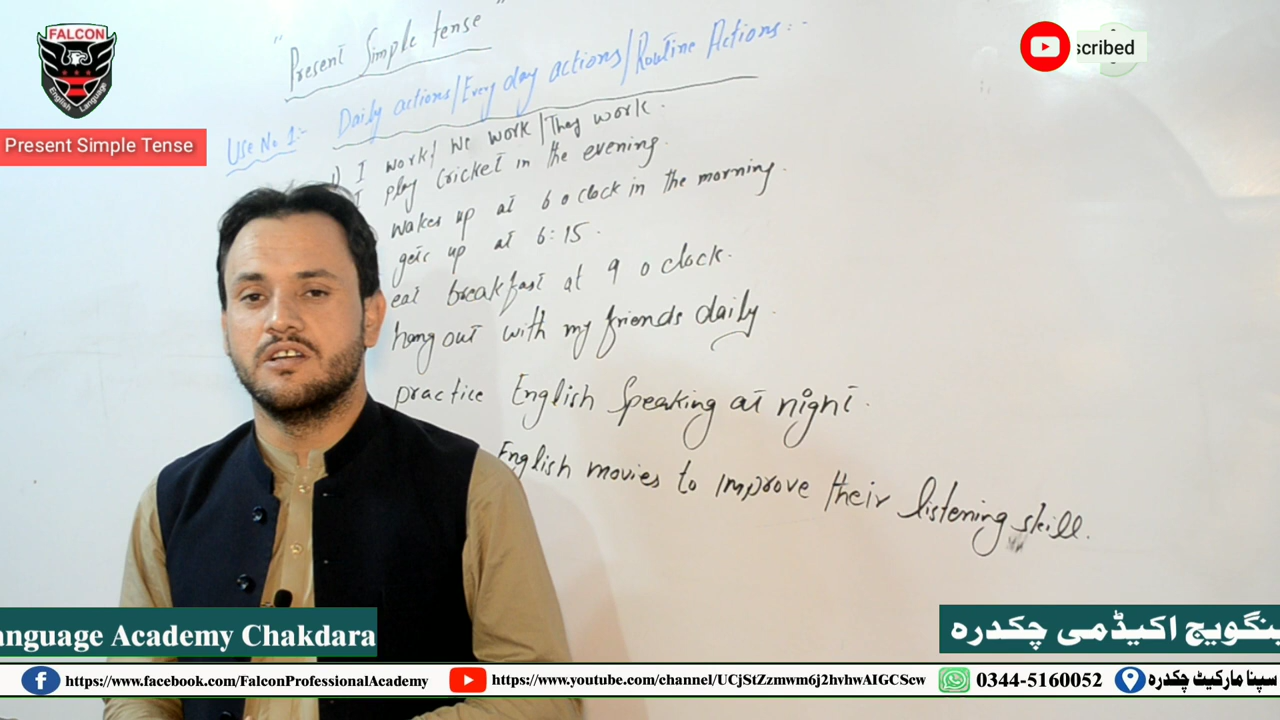 FALCON
English Language
Present Simple Tense
scribed
"Present Simple tense"
Use No 1:- Daily actions/Every day actions/Routine Actions:-
1) I work/ We work/They work.
I play Cricket in the evening.
wakes up at 6 o clock in the morning.
gets up at 6:15.
eat breakfast at 9 o clock.
hang out with my friends daily.
practice English Speaking at night.
English movies to improve their listening skill.
anguage Academy Chakdara
ینگویج اکیڈمی چکدرہ
https://www.facebook.com/FalconProfessionalAcademy
https://www.youtube.com/channel/UCjStZzmwm6j2hvhwAIGCScw
0344-5160052
سپنا مارکیٹ چکدرہ